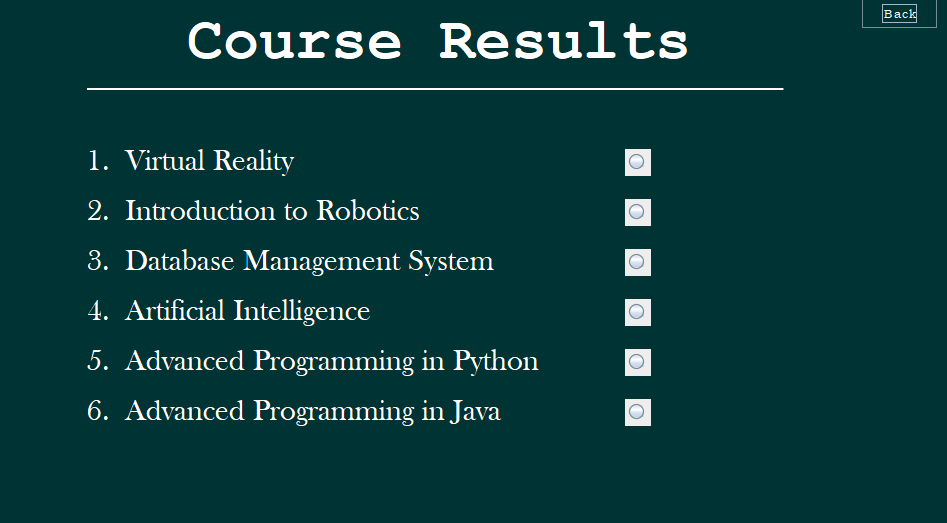 Back
Course Results
1. Virtual Reality
2. Introduction to Robotics
3. Database Management System
4. Artificial Intelligence
5. Advanced Programming in Python
6. Advanced Programming in Java